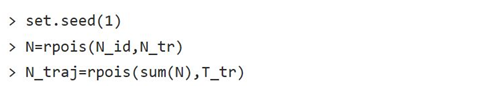 > set.seed(1)
> N=rpois(N_id,N_tr)
> N_traj=rpois(sum(N),T_tr)